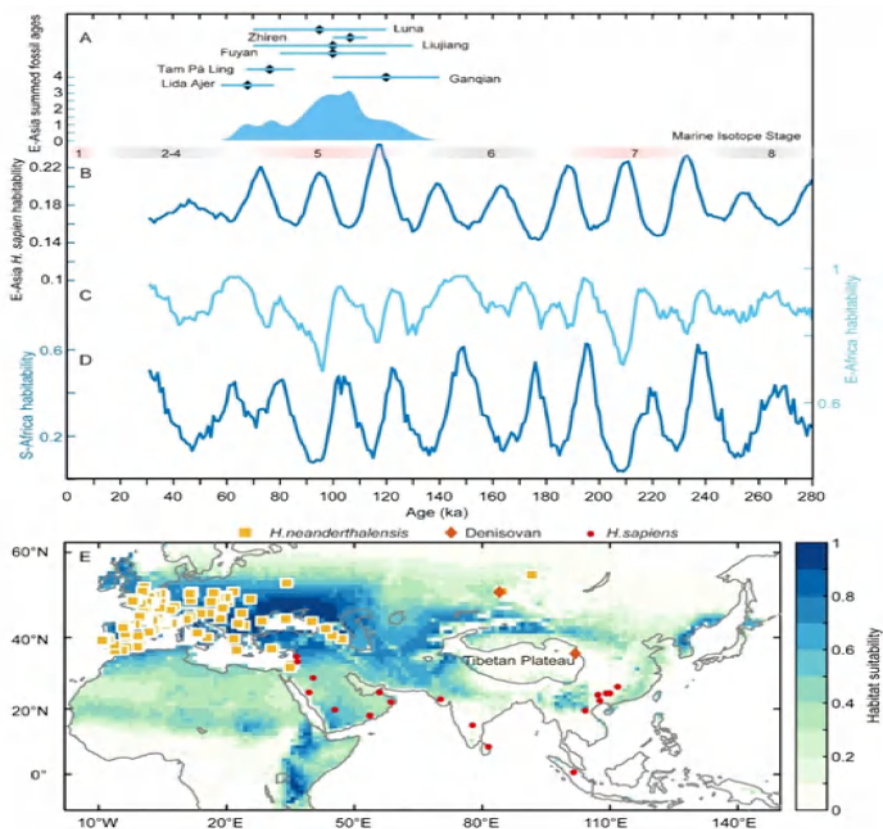 A
E-Asia summed fossil ages
Luna
Zhiren
Liujiang
Fuyan
Tam Pà Ling
Ganqian
Lida Ajer
4
3
2
1
0
Marine Isotope Stage
1 2-4 5 6 7 8
B
E-Asia H. sapien habitability
0.22
0.18
0.14
0.1
C
1
0.6
E-Africa habitability
D
S-Africa habitability
0.6
0.2
0 20 40 60 80 100 120 140 160 180 200 220 240 260 280
Age (ka)
H.neanderthalensis Denisovan H.sapiens
E
60°N
40°N
20°N
0°
Tibetan Plateau
10°W 20°E 50°E 80°E 110°E 140°E
1
0.8
0.6
0.4
0.2
0
Habitat suitability